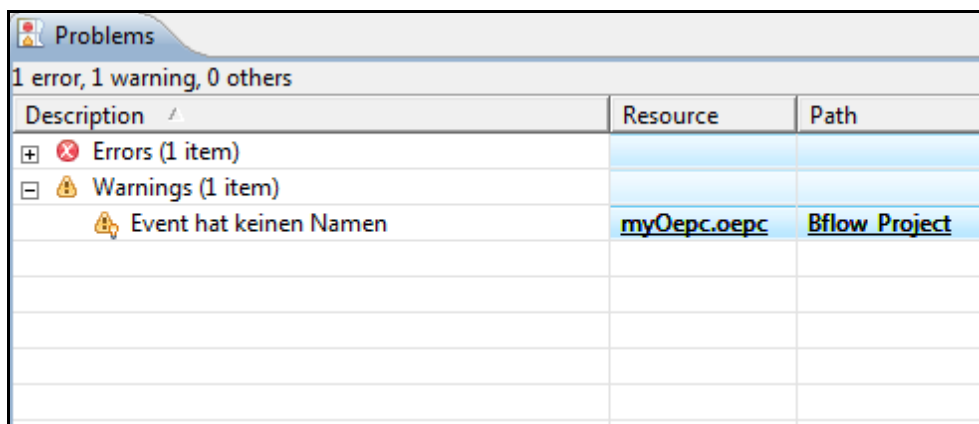 Problems
1 error, 1 warning, 0 others
Description Resource Path
Errors (1 item)
Warnings (1 item)
Event hat keinen Namen myOepc.oepc Bflow Project